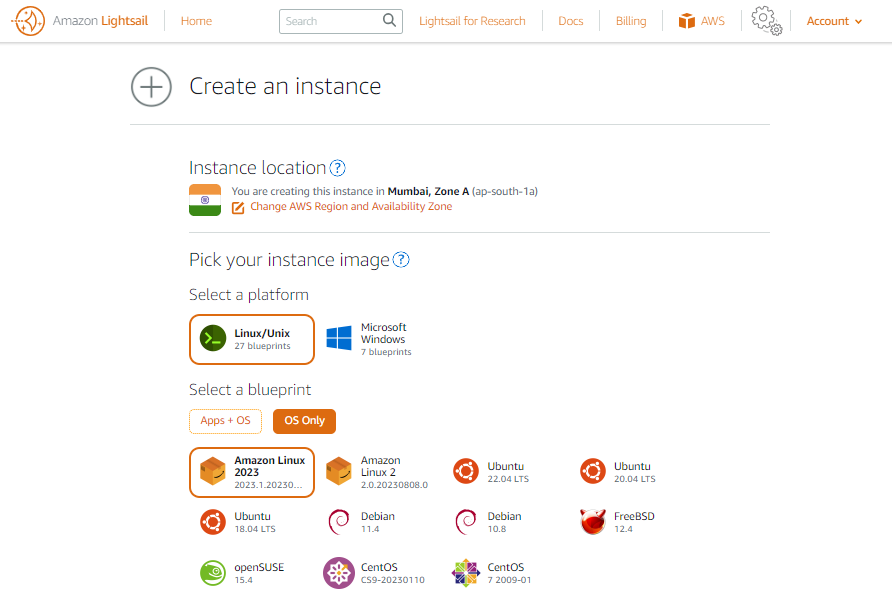 Amazon Lightsail
Home
Search
Lightsail for Research
Docs
Billing
AWS
Account
Create an instance
Instance location ?
You are creating this instance in Mumbai, Zone A (ap-south-1a)
Change AWS Region and Availability Zone
Pick your instance image ?
Select a platform
Linux/Unix
27 blueprints
Microsoft
Windows
7 blueprints
Select a blueprint
Apps + OS
OS Only
Amazon Linux
2023
2023.1.20230...
Amazon
Linux 2
2.0.20230808.0
Ubuntu
22.04 LTS
Ubuntu
20.04 LTS
Ubuntu
18.04 LTS
Debian
11.4
Debian
10.8
FreeBSD
12.4
openSUSE
15.4
CentOS
CS9-20230110
CentOS
7 2009-01